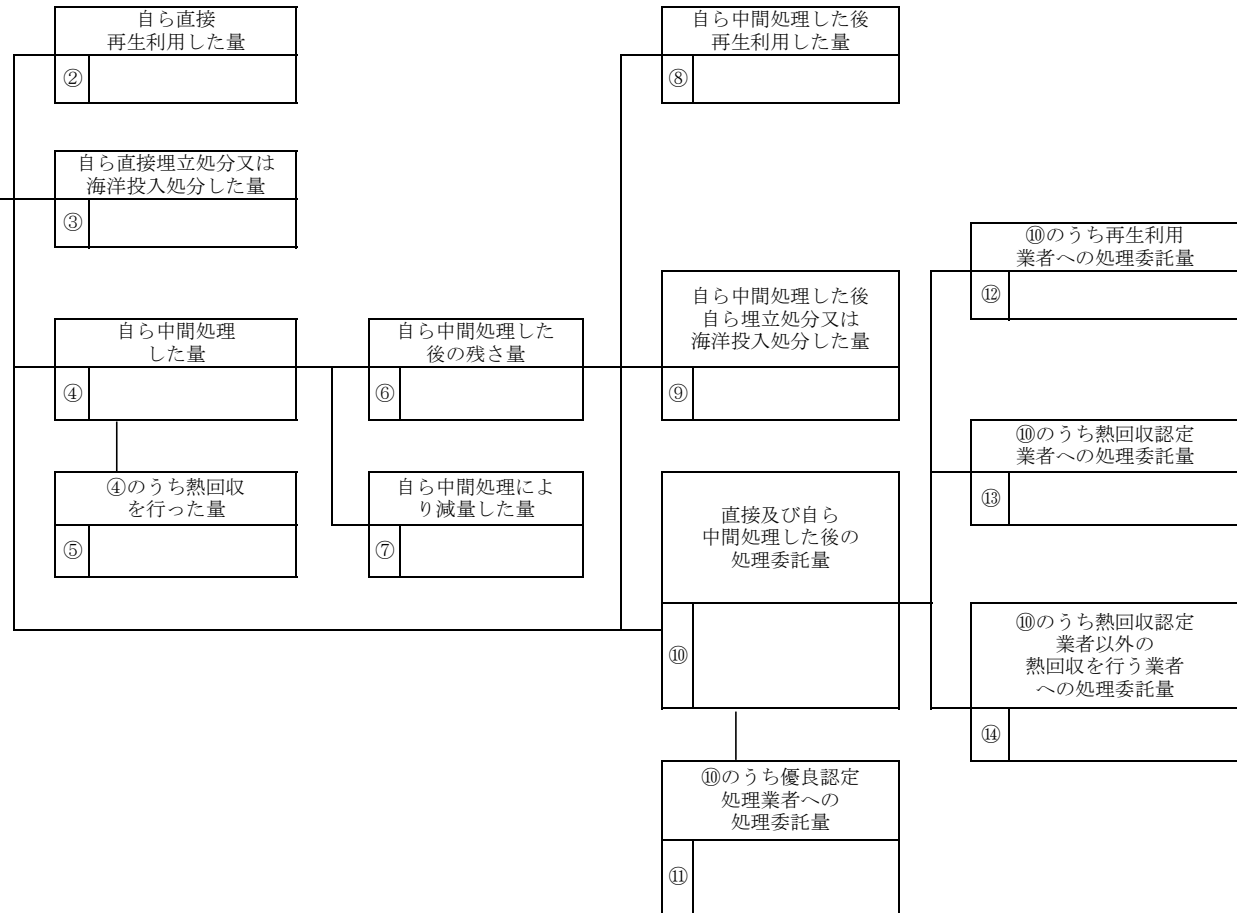 自ら直接
再生利用した量
②
自ら直接埋立処分又は
海洋投入処分した量
③
自ら中間処理
した量
④
④のうち熱回収
を行った量
⑤
自ら中間処理した
後の残さ量
⑥
自ら中間処理によ
り減量した量
⑦
自ら中間処理した後
再生利用した量
⑧
自ら中間処理した後
自ら埋立処分又は
海洋投入処分した量
⑨
直接及び自ら
中間処理した後の
処理委託量
⑩
⑩のうち優良認定
処理業者への
処理委託量
⑪
⑩のうち再生利用
業者への処理委託量
⑫
⑩のうち熱回収認定
業者への処理委託量
⑬
⑩のうち熱回収認定
業者以外の
熱回収を行う業者
への処理委託量
⑭